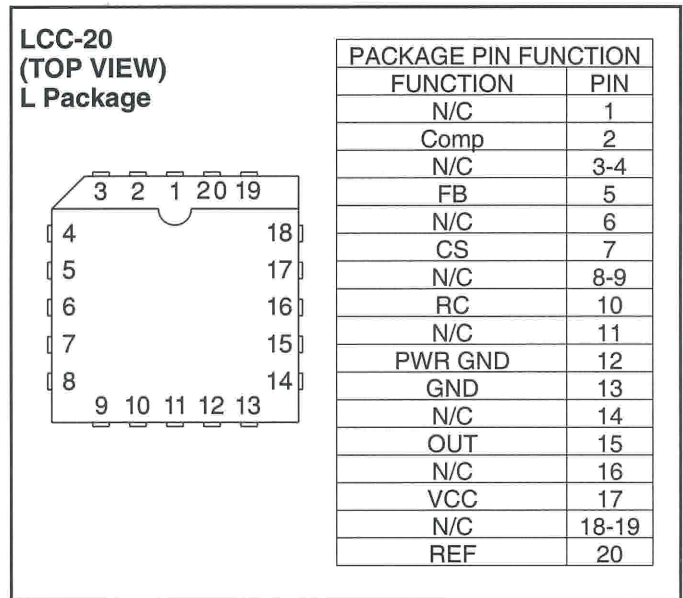 LCC-20
(TOP VIEW)
L Package
3 2 1 20 19
4 18
5 17
6 16
7 15
8 14
9 10 11 12 13
PACKAGE PIN FUNCTION
FUNCTION PIN
N/C 1
Comp 2
N/C 3-4
FB 5
N/C 6
CS 7
N/C 8-9
RC 10
N/C 11
PWR GND 12
GND 13
N/C 14
OUT 15
N/C 16
VCC 17
N/C 18-19
REF 20